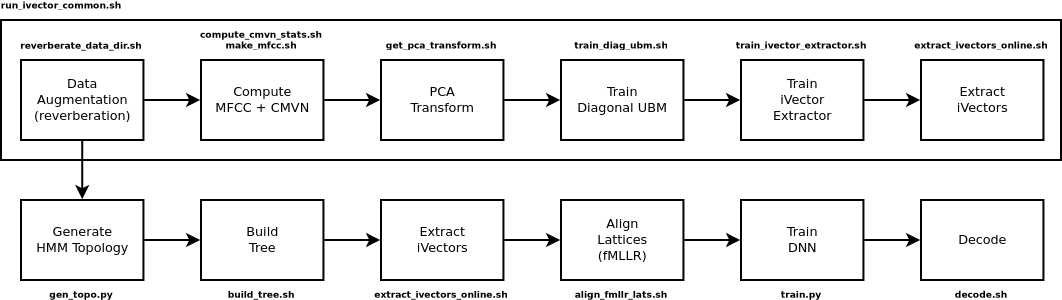 run_ivector_common.sh
reverberate_data_dir.sh
compute_cmvn_stats.sh
make_mfcc.sh
get_pca_transform.sh
train_diag_ubm.sh
train_ivector_extractor.sh
extract_ivectors_online.sh
Data
Augmentation
(reverberation)
Compute
MFCC + CMVN
PCA
Transform
Train
Diagonal UBM
Train
iVector
Extractor
Extract
iVectors
Generate
HMM Topology
Build
Tree
Extract
iVectors
Align
Lattices
(fMLLR)
Train
DNN
Decode
gen_topo.py
build_tree.sh
extract_ivectors_online.sh
align_fmllr_lats.sh
train.py
decode.sh